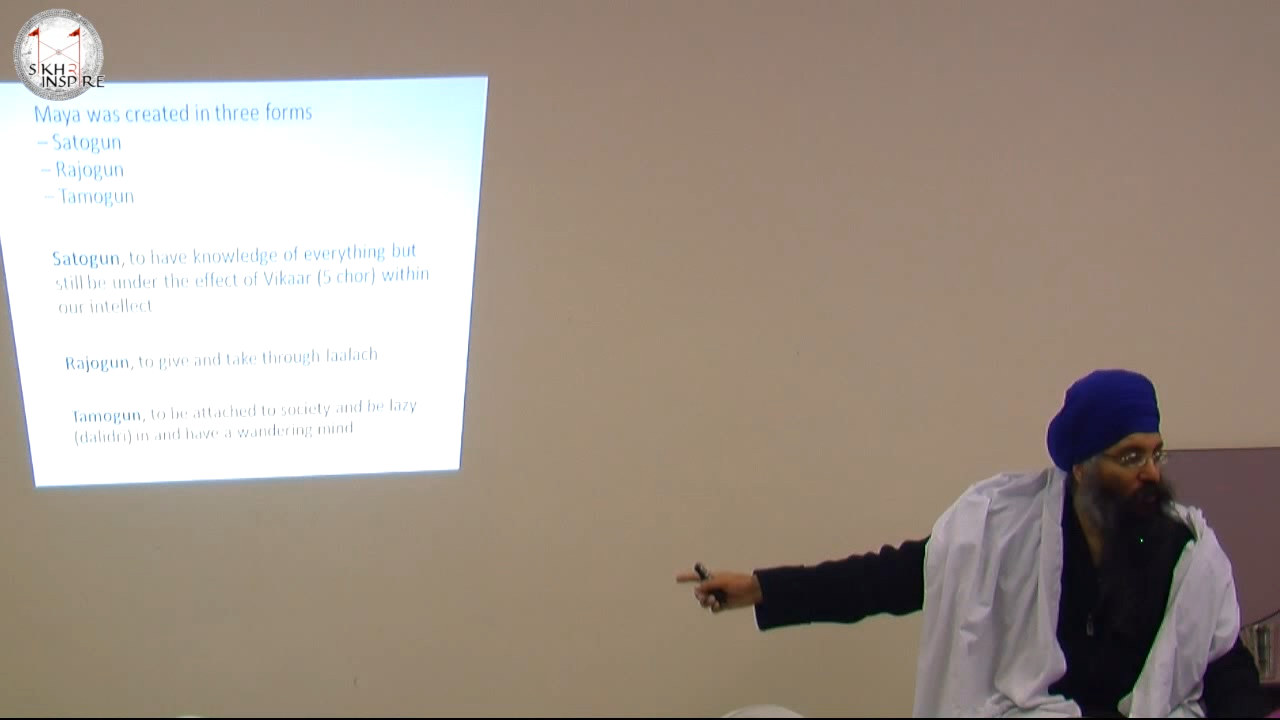 SIKHR
INSPIRE
Maya was created in three forms
– Satogun
– Rajogun
– Tamogun
Satogun, to have knowledge of everything but
still be under the effect of Vikaar (5 chor) within
our intellect
Rajogun, to give and take through laalach
Tamogun, to be attached to society and be lazy
(dalidri) in and have a wandering mind